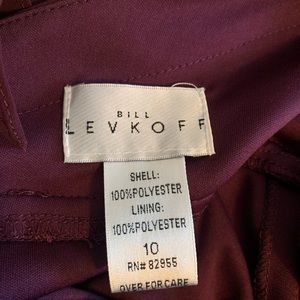 BILL
LEVKOFF
SHELL:
100%POLYESTER
LINING:
100%POLYESTER
10
RN# 82955
OVER FOR CARE